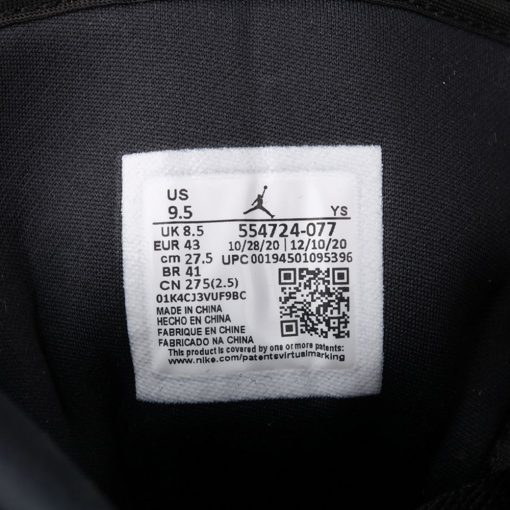 US
9.5 YS
UK 8.5 554724-077
EUR 43 10/28/20 12/10/20
cm 27.5 UPC 00194501095396
BR 41
CN 275(2.5)
01K4CJ3VUF9BC
MADE IN CHINA
HECHO EN CHINA
FABRIQUE EN CHINE
FABRICADO NA CHINA
This product is covered by one or more patents.
www.nike.com/patentsvirtualmarking